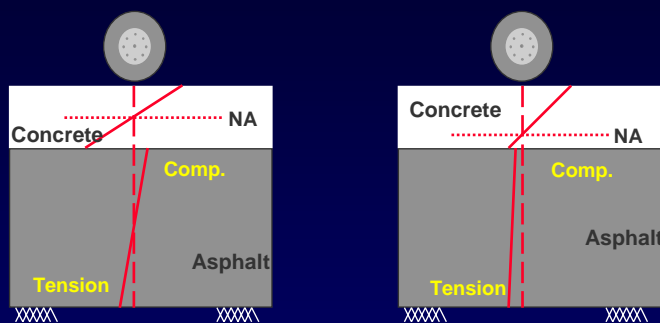 NA
Concrete
Comp.
Asphalt
Tension
Concrete
NA
Comp.
Asphalt
Tension